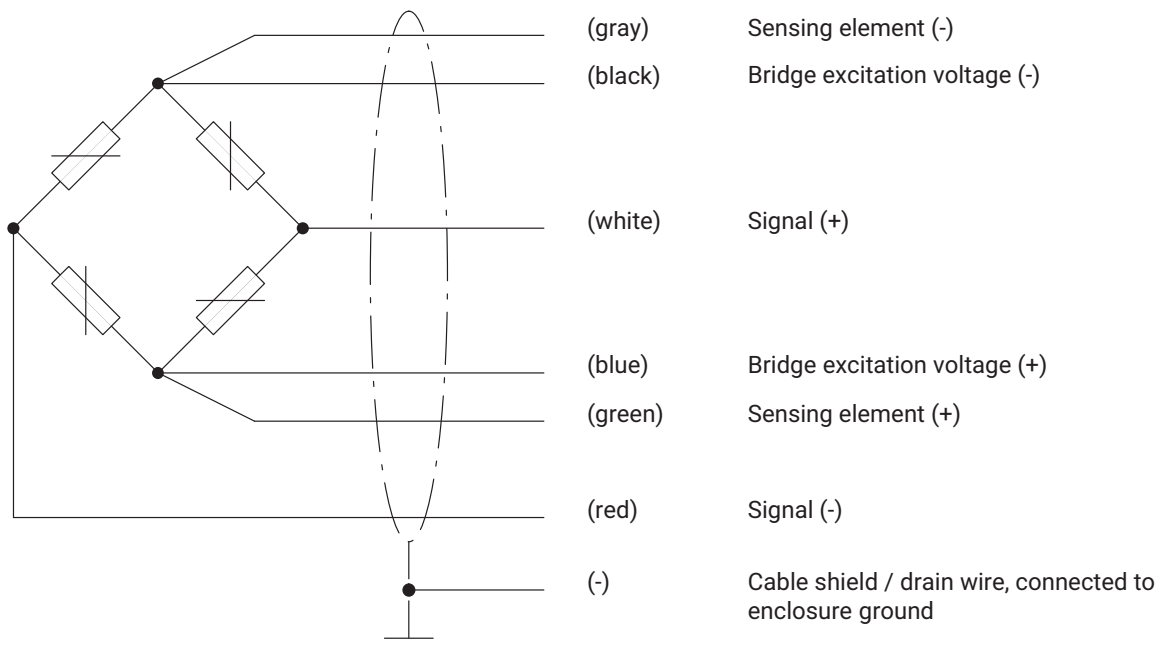 (gray) Sensing element (-)
(black) Bridge excitation voltage (-)
(white) Signal (+)
(blue) Bridge excitation voltage (+)
(green) Sensing element (+)
(red) Signal (-)
(-) Cable shield / drain wire, connected to
enclosure ground